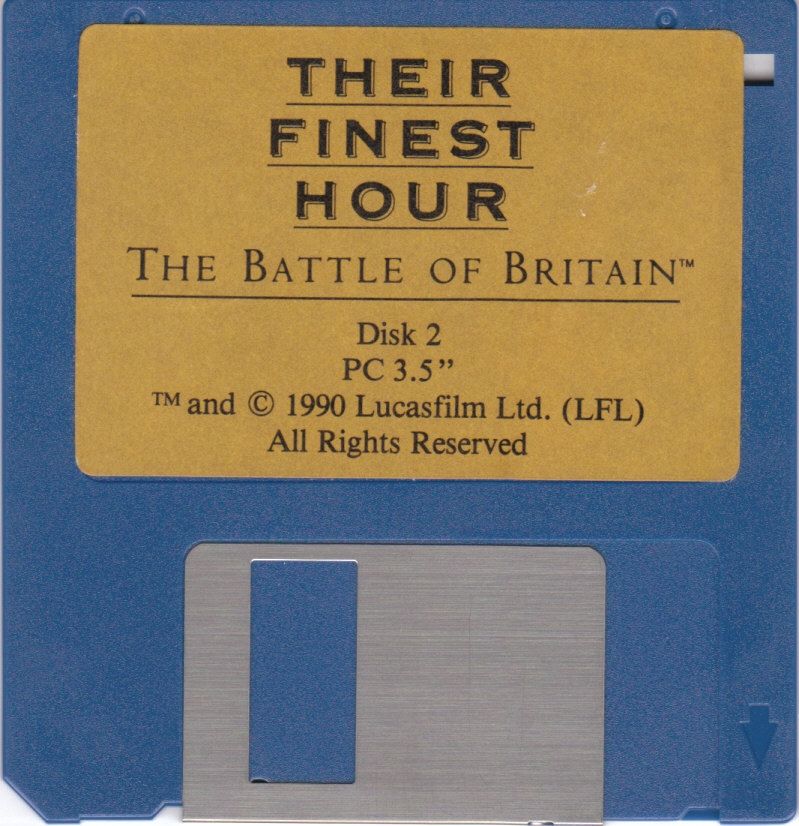 THEIR
FINEST
HOUR
THE BATTLE OF BRITAIN™
Disk 2
PC 3.5”
™ and © 1990 Lucasfilm Ltd. (LFL)
All Rights Reserved